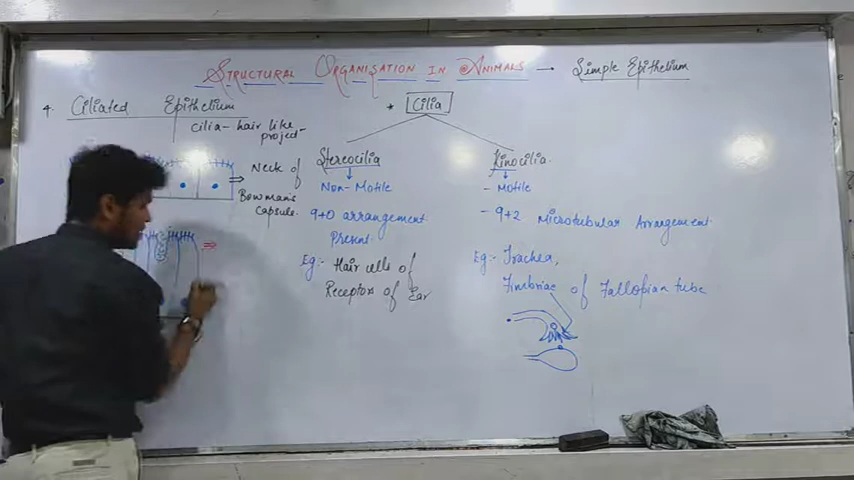 STRUCTURAL ORGANISATION IN ANIMALS → Simple Epithelium
4. Ciliated Epithelium
cilia - hair like
project-
⇒ Neck of
Bowman's
Capsule.
⇒
* Cilia
Stereocilia
Non-Motile
9+0 arrangement
Present.
Eg:- Hair cells of
Receptors of Ear
Kinocilia.
- Motile
- 9+2 Microtubular Arrangement
Eg:- Trachea,
Fimbriae of Fallopian tube